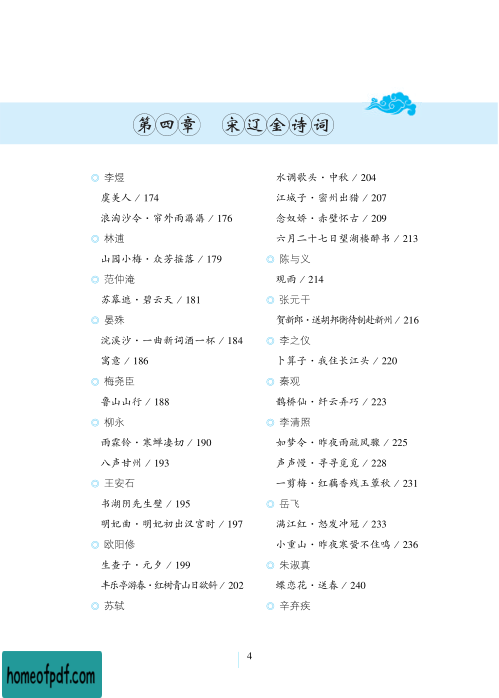 第四章 宋辽金诗词
◎ 李煜
虞美人 / 174
浪淘沙令·帘外雨潺潺 / 176
◎ 林逋
山园小梅·众芳摇落 / 179
◎ 范仲淹
苏幕遮·碧云天 / 181
◎ 晏殊
浣溪沙·一曲新词酒一杯 / 184
寓意 / 186
◎ 梅尧臣
鲁山山行 / 188
◎ 柳永
雨霖铃·寒蝉凄切 / 190
八声甘州 / 193
◎ 王安石
书湖阴先生壁 / 195
明妃曲·明妃初出汉宫时 / 197
◎ 欧阳修
生查子·元夕 / 199
丰乐亭游春·红树青山日欲斜 / 202
◎ 苏轼
水调歌头·中秋 / 204
江城子·密州出猎 / 207
念奴娇·赤壁怀古 / 209
六月二十七日望湖楼醉书 / 213
◎ 陈与义
观雨 / 214
◎ 张元干
贺新郎·送胡邦衡待制赴新州 / 216
◎ 李之仪
卜算子·我住长江头 / 220
◎ 秦观
鹊桥仙·纤云弄巧 / 223
◎ 李清照
如梦令·昨夜雨疏风骤 / 225
声声慢·寻寻觅觅 / 228
一剪梅·红藕香残玉簟秋 / 231
◎ 岳飞
满江红·怒发冲冠 / 233
小重山·昨夜寒蛩不住鸣 / 236
◎ 朱淑真
蝶恋花·送春 / 240
◎ 辛弃疾
4
homeofpdf.com